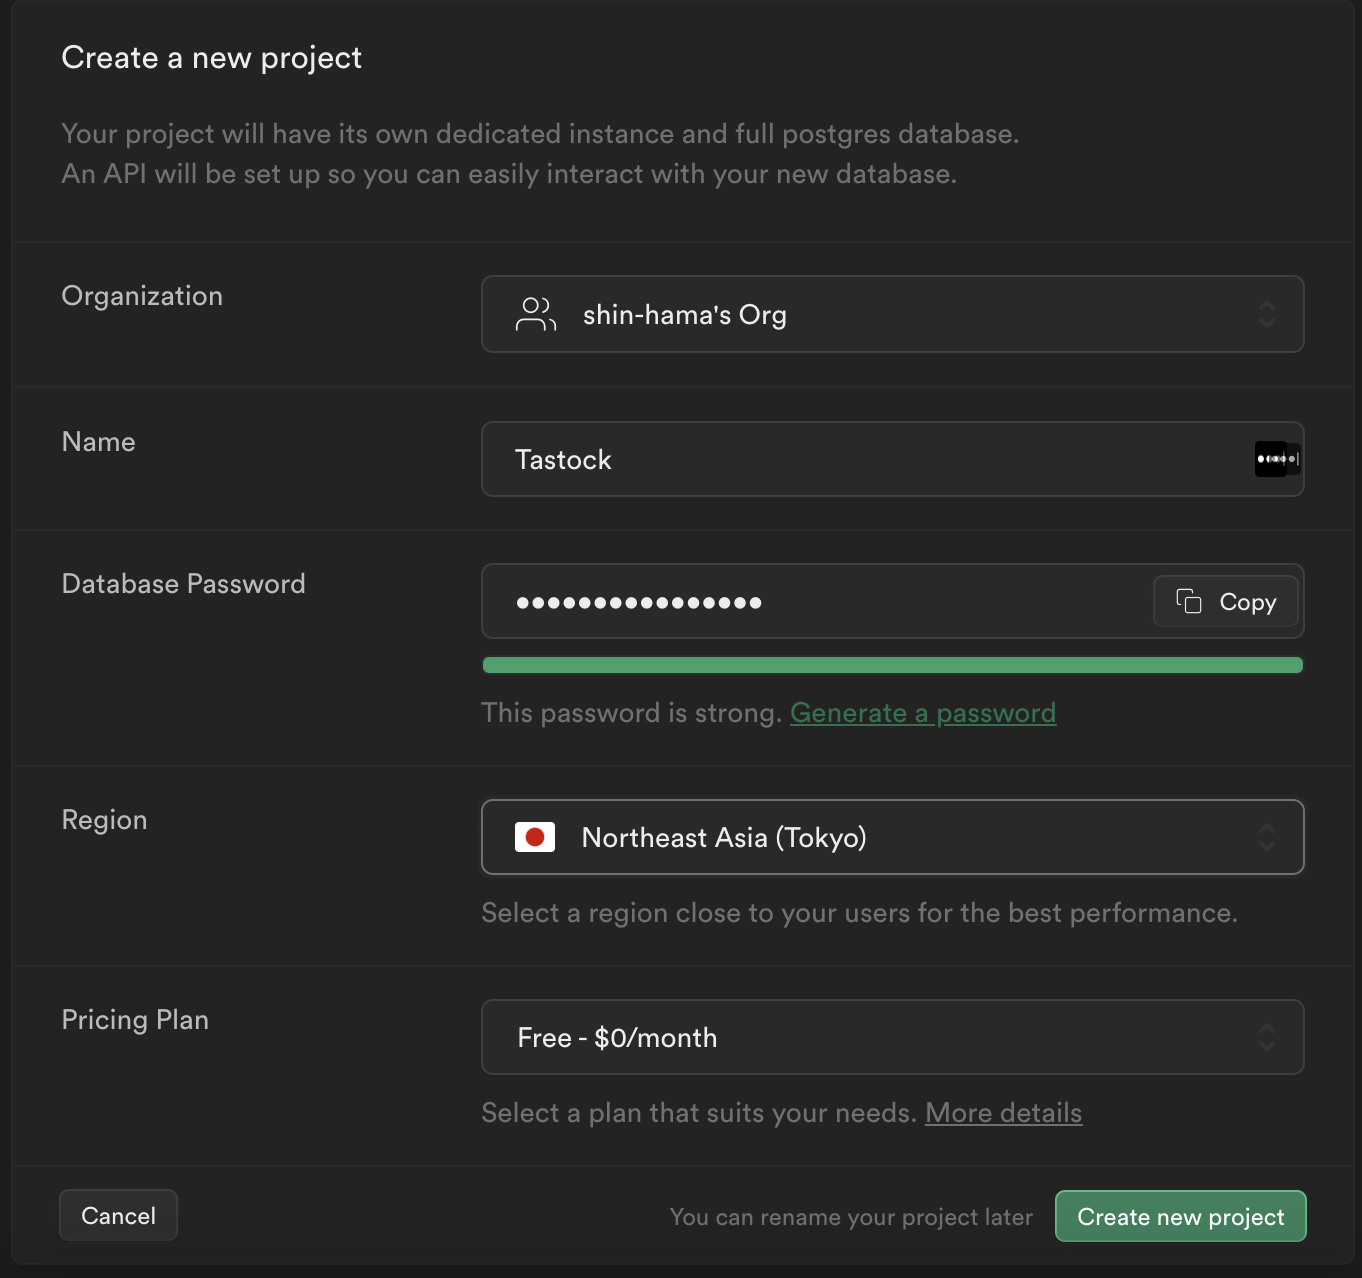 Create a new project
Your project will have its own dedicated instance and full postgres database.
An API will be set up so you can easily interact with your new database.
Organization
shin-hama's Org
Name
Tastock
Database Password
●●●●●●●●●●●●●●●●
Copy
This password is strong. Generate a password
Region
Northeast Asia (Tokyo)
Select a region close to your users for the best performance.
Pricing Plan
Free - $0/month
Select a plan that suits your needs. More details
Cancel
You can rename your project later
Create new project